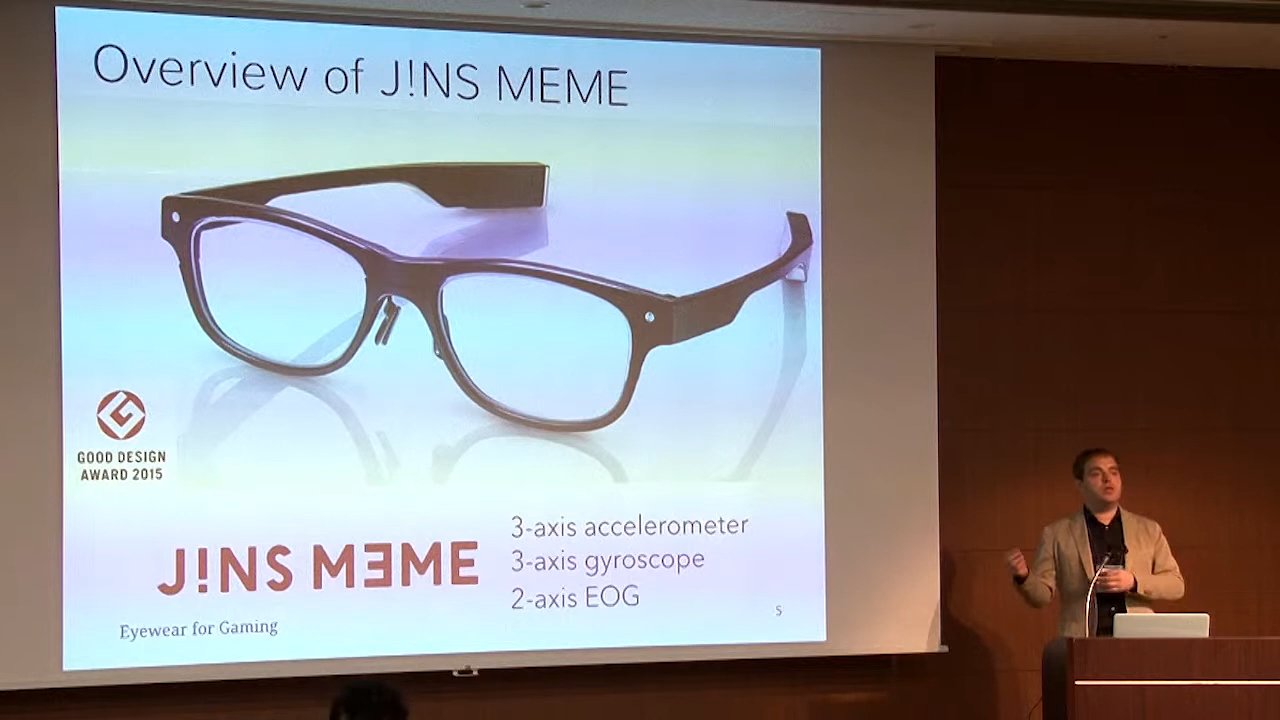 Overview of J!NS MEME
GOOD DESIGN
AWARD 2015
J!NS MƎME
3-axis accelerometer
3-axis gyroscope
2-axis EOG
Eyewear for Gaming
5